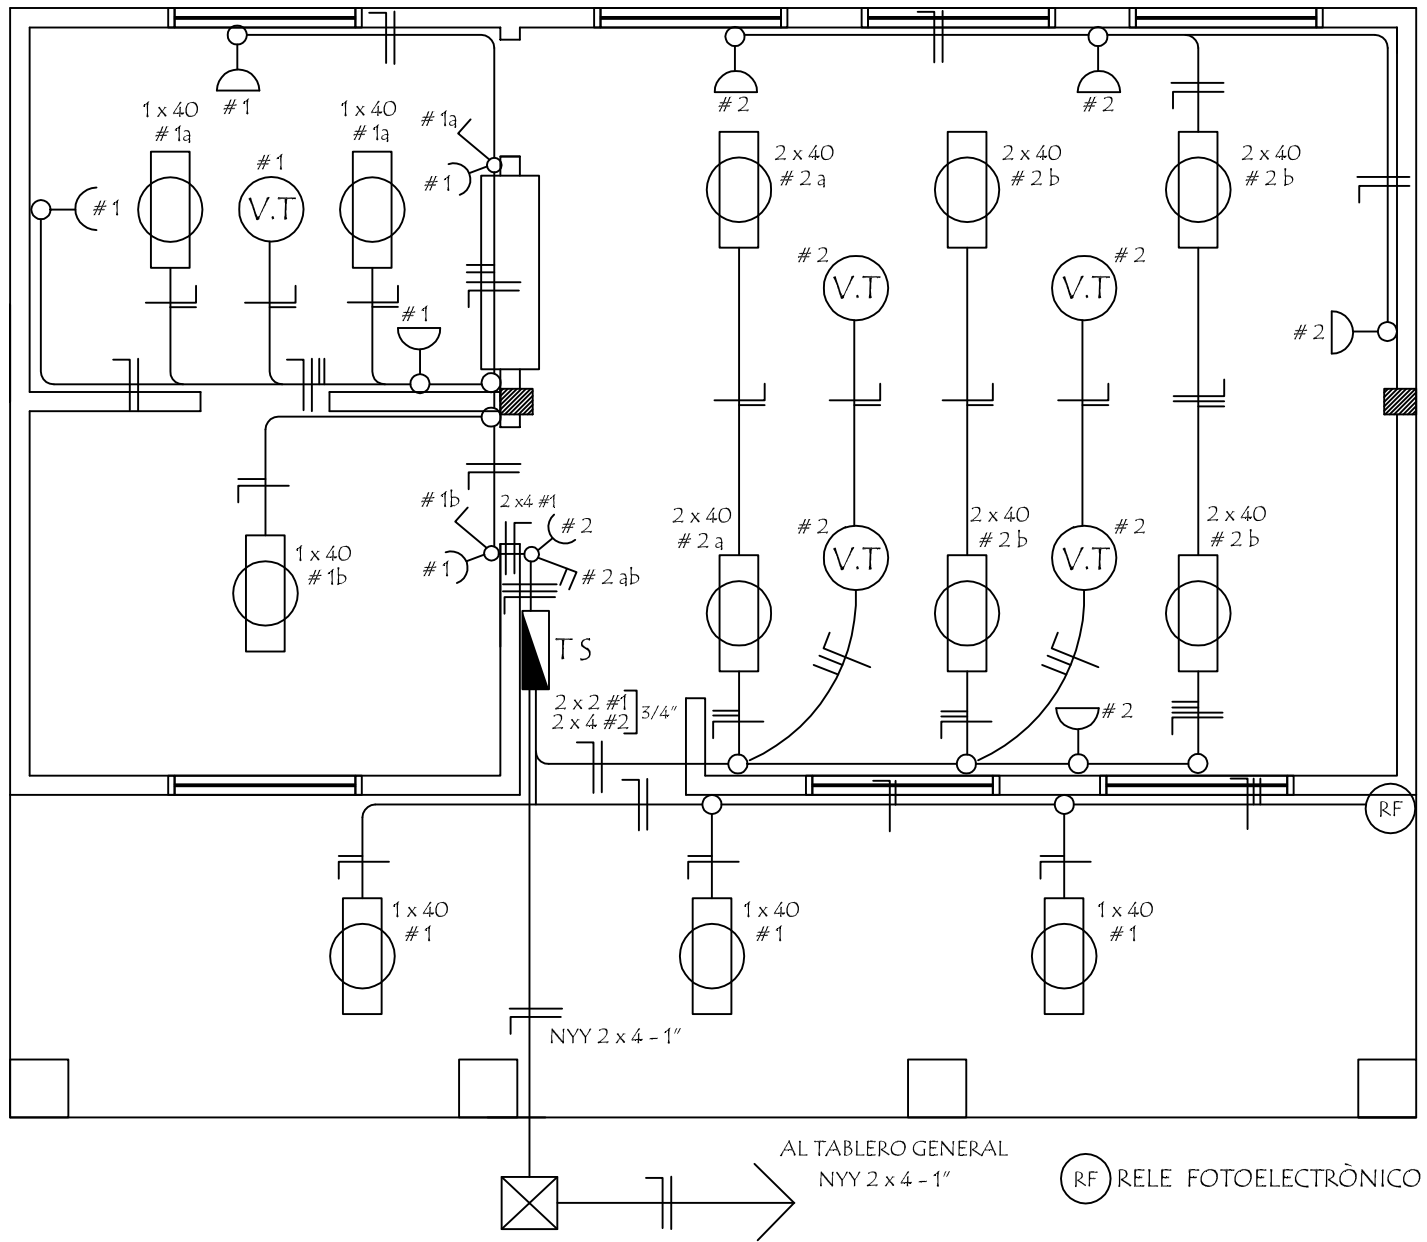 # 1
1 x 40
# 1a
1 x 40
# 1a
# 1a
# 1
# 1
V.T
# 1
# 1
# 2
# 2
2 x 40
# 2 a
2 x 40
# 2 b
2 x 40
# 2 b
# 2
V.T
# 2
V.T
# 2
# 1b
2 x4 #1
# 2
# 1
# 2 ab
1 x 40
# 1b
2 x 40
# 2 a
# 2
V.T
2 x 40
# 2 b
# 2
V.T
2 x 40
# 2 b
T S
2 x 2 #1
2 x 4 #2
3/4"
# 2
RF
1 x 40
# 1
1 x 40
# 1
1 x 40
# 1
NYY 2 x 4 - 1"
AL TABLERO GENERAL
NYY 2 x 4 - 1"
RF RELE FOTOELECTRÒNICO